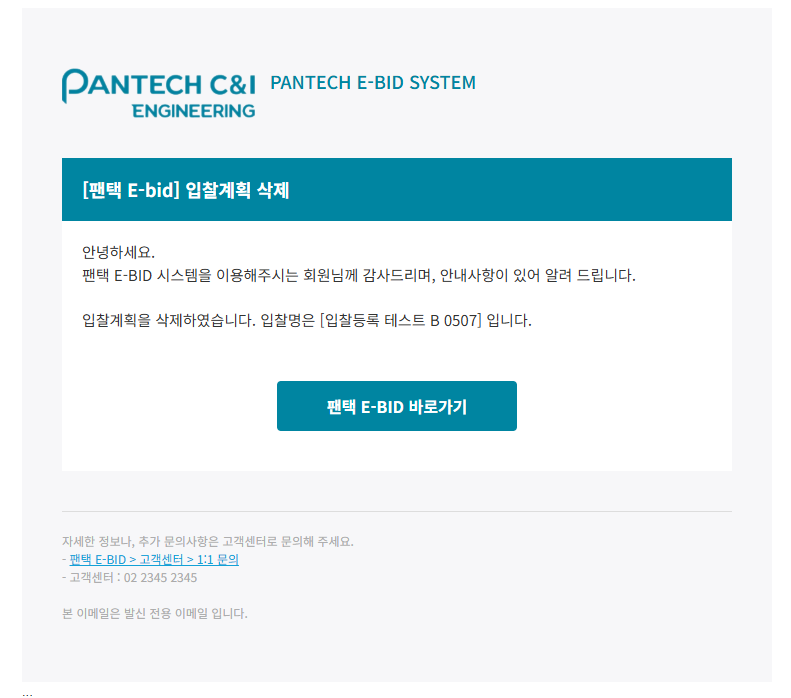 PANTECH C&I
ENGINEERING
PANTECH E-BID SYSTEM
[팬택 E-bid] 입찰계획 삭제
안녕하세요.
팬택 E-BID 시스템을 이용해주시는 회원님께 감사드리며, 안내사항이 있어 알려 드립니다.
입찰계획을 삭제하였습니다. 입찰명은 [입찰등록 테스트 B 0507] 입니다.
팬택 E-BID 바로가기
자세한 정보나, 추가 문의사항은 고객센터로 문의해 주세요.
- 팬택 E-BID > 고객센터 > 1:1 문의
- 고객센터 : 02 2345 2345
본 이메일은 발신 전용 이메일 입니다.
...